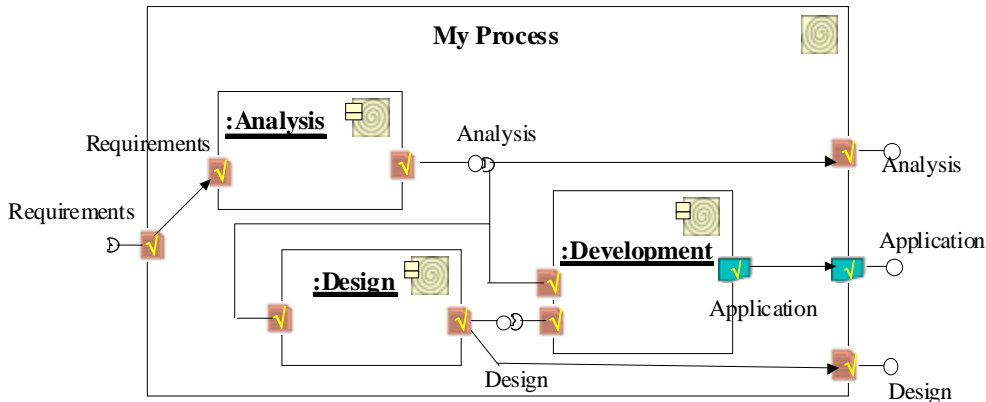 My Process
:Analysis
Analysis
Requirements
Analysis
Requirements
Application
:Development
:Design
Application
Design
Design